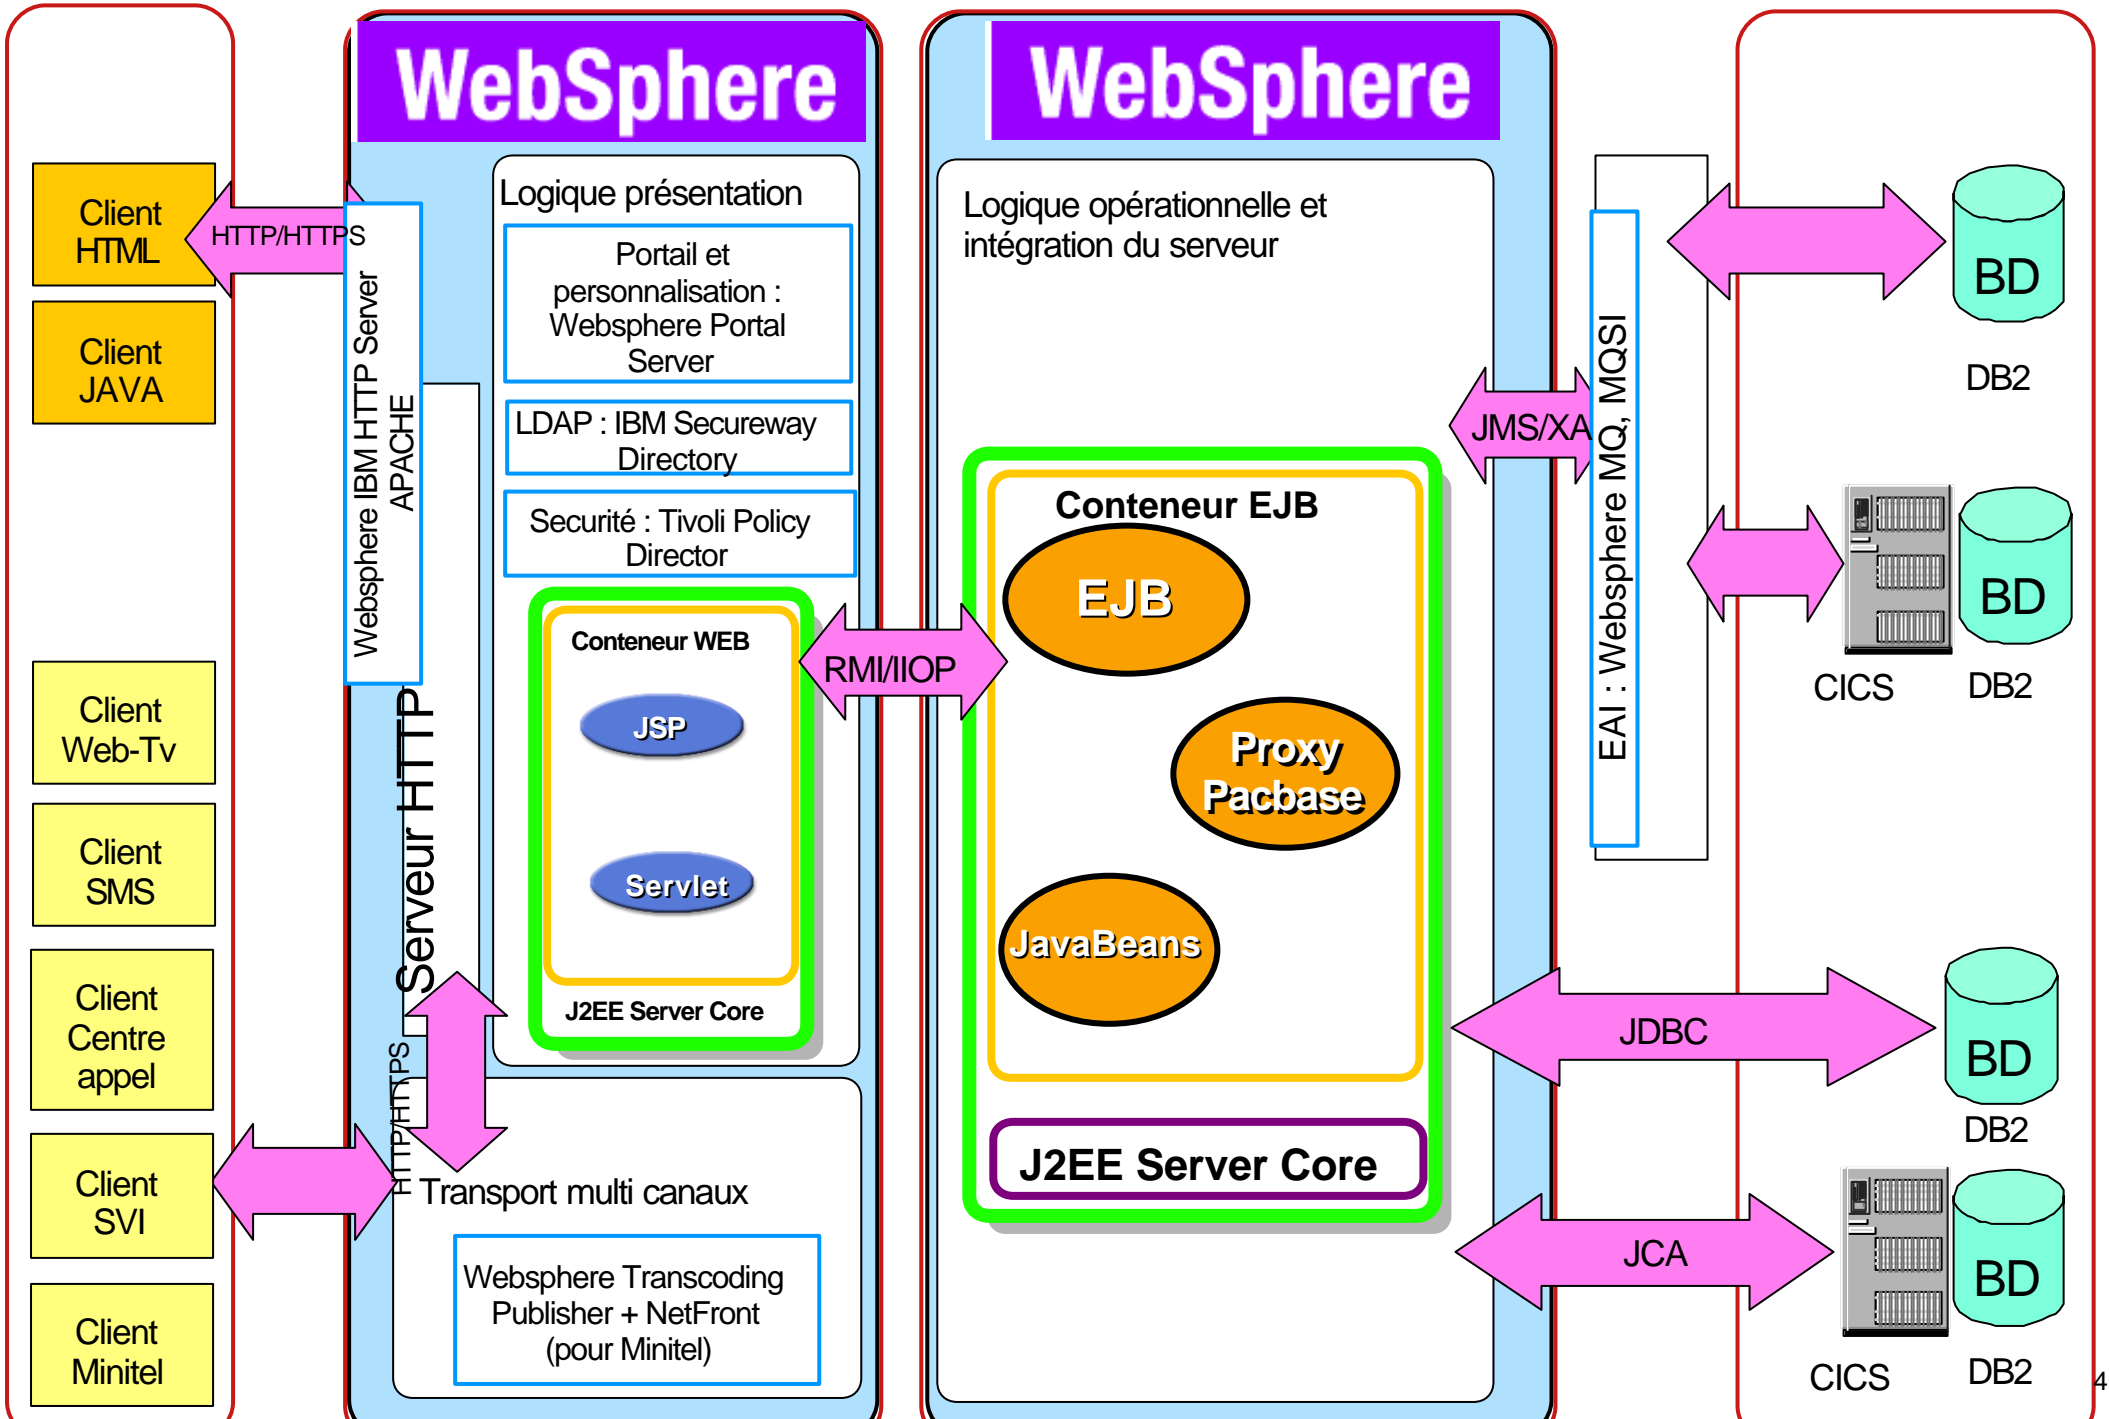 WebSphere
WebSphere
Client
HTML
HTTP/HTTPS
Client
JAVA
Client
Web-Tv
Client
SMS
Client
Centre
appel
Client
SVI
Client
Minitel
Websphere IBM HTTP Server
APACHE
Serveur HTTP
HTTP/HTTPS
Logique présentation
Portail et
personnalisation :
Websphere Portal
Server
LDAP : IBM Secureway
Directory
Securité : Tivoli Policy
Director
Conteneur WEB
JSP
Servlet
J2EE Server Core
Transport multi canaux
Websphere Transcoding
Publisher + NetFront
(pour Minitel)
RMI/IIOP
Logique opérationnelle et
intégration du serveur
Conteneur EJB
EJB
Proxy
Pacbase
JavaBeans
J2EE Server Core
JMS/XA
EAI : Websphere MQ, MQSI
JDBC
JCA
BD
DB2
BD
CICS
DB2
BD
DB2
BD
CICS
DB2
4